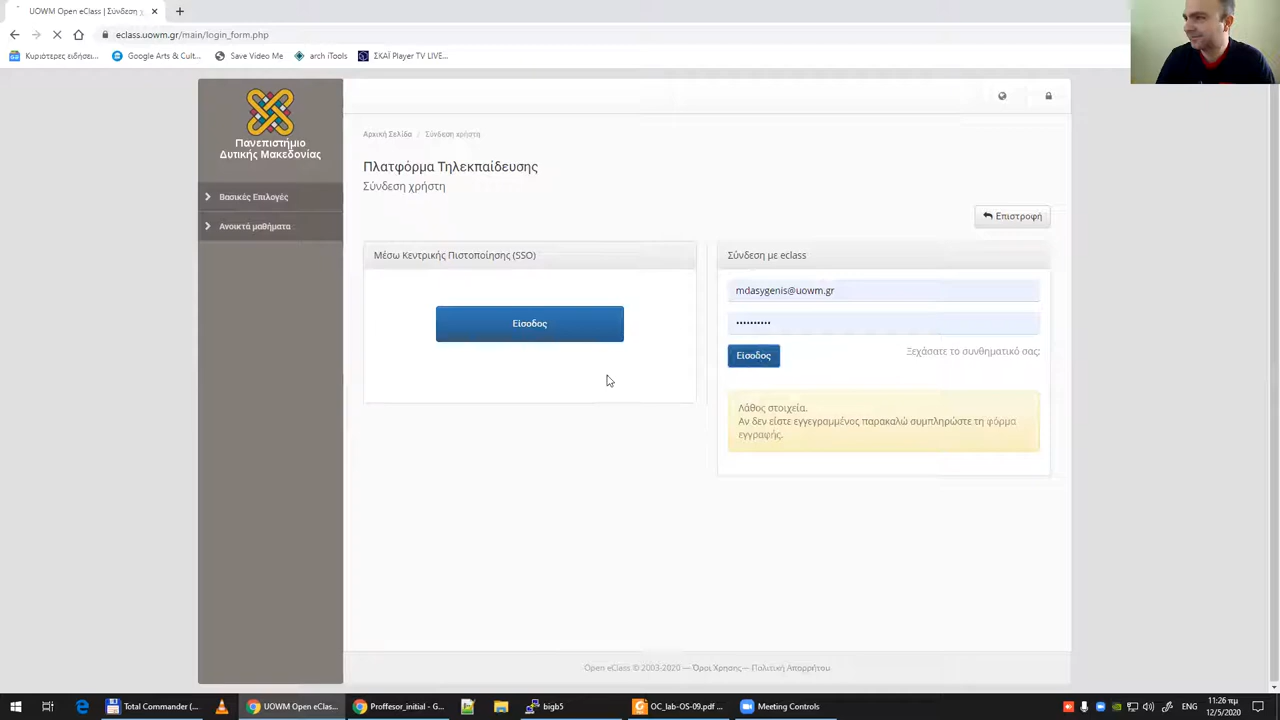 UOWM Open eClass | Σύνδεση χ
eclass.uowm.gr/main/login_form.php
Κυριότερες ειδήσει...
Google Arts & Cult...
Save Video Me
arch iTools
ΣΚΑΪ Player TV LIVE...
Πανεπιστήμιο
Δυτικής Μακεδονίας
Βασικές Επιλογές
Ανοικτά μαθήματα
Αρχική Σελίδα / Σύνδεση χρήστη
Πλατφόρμα Τηλεκπαίδευσης
Σύνδεση χρήστη
Επιστροφή
Μέσω Κεντρικής Πιστοποίησης (SSO)
Είσοδος
Σύνδεση με eclass
mdasygenis@uowm.gr
••••••••••
Είσοδος
Ξεχάσατε το συνθηματικό σας;
Λάθος στοιχεία.
Αν δεν είστε εγγεγραμμένος παρακαλώ συμπληρώστε τη φόρμα
εγγραφής.
Open eClass © 2003-2020 — Όροι Χρήσης — Πολιτική Απορρήτου
Total Commander (...
UOWM Open eClas...
Proffesor_initial - G...
bigb5
OC_lab-OS-09.pdf ...
Meeting Controls
ΕΝΓ
11:26 πμ
12/5/2020